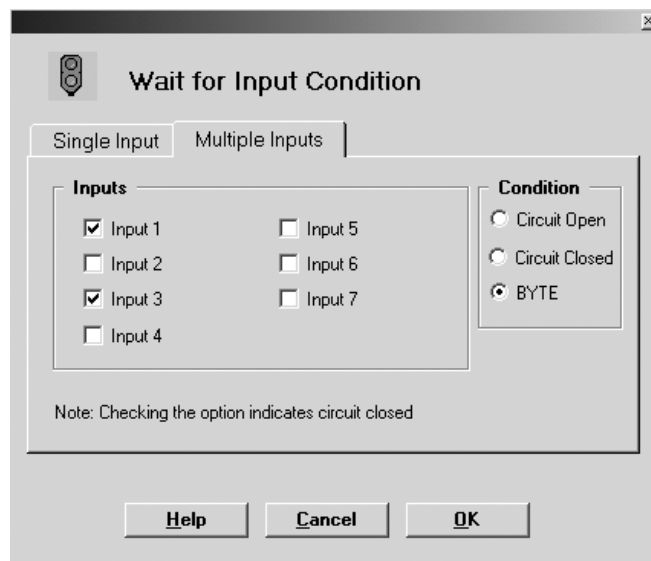 Wait for Input Condition
Single Input
Multiple Inputs
Inputs
Input 1
Input 2
Input 3
Input 4
Input 5
Input 6
Input 7
Condition
Circuit Open
Circuit Closed
BYTE
Note: Checking the option indicates circuit closed
Help
Cancel
OK